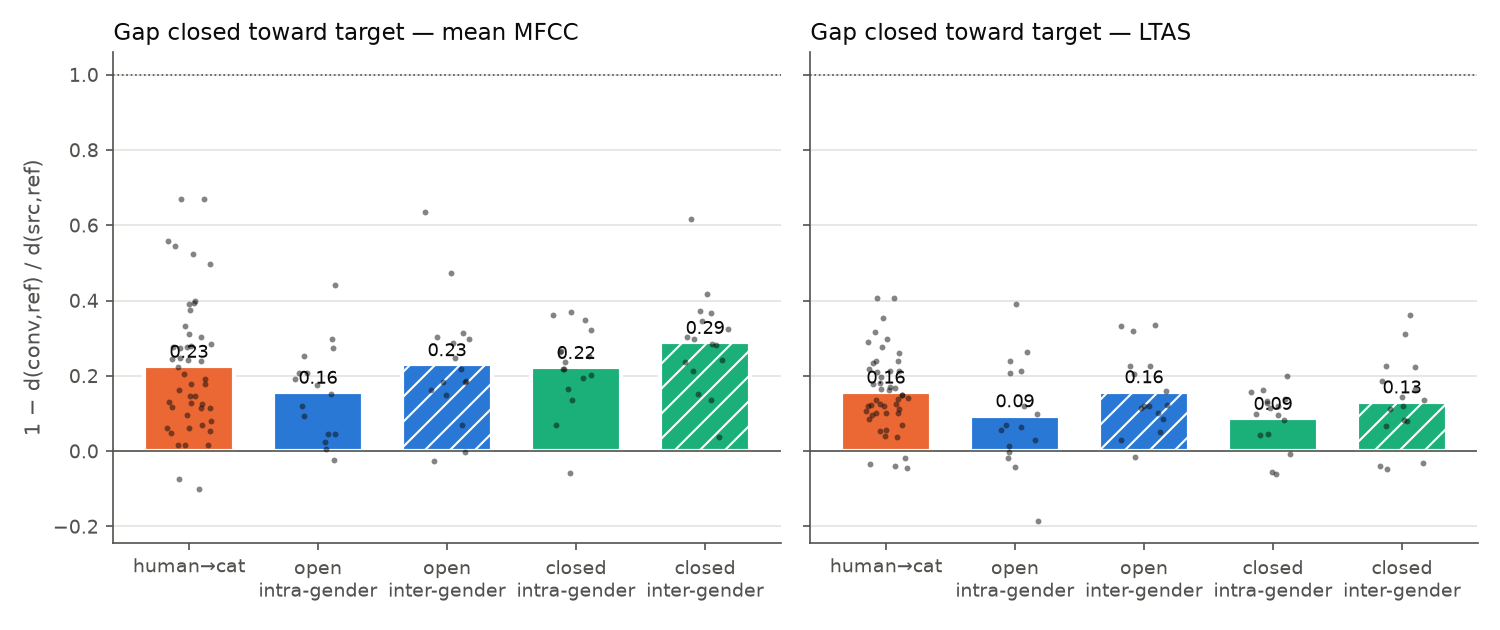 Gap closed toward target — mean MFCC
Gap closed toward target — LTAS
1 − d(conv,ref) / d(src,ref)
1.0
0.8
0.6
0.4
0.2
0.0
−0.2
0.23
0.16
0.23
0.22
0.29
0.16
0.09
0.16
0.09
0.13
human→cat
open
intra-gender
open
inter-gender
closed
intra-gender
closed
inter-gender
human→cat
open
intra-gender
open
inter-gender
closed
intra-gender
closed
inter-gender